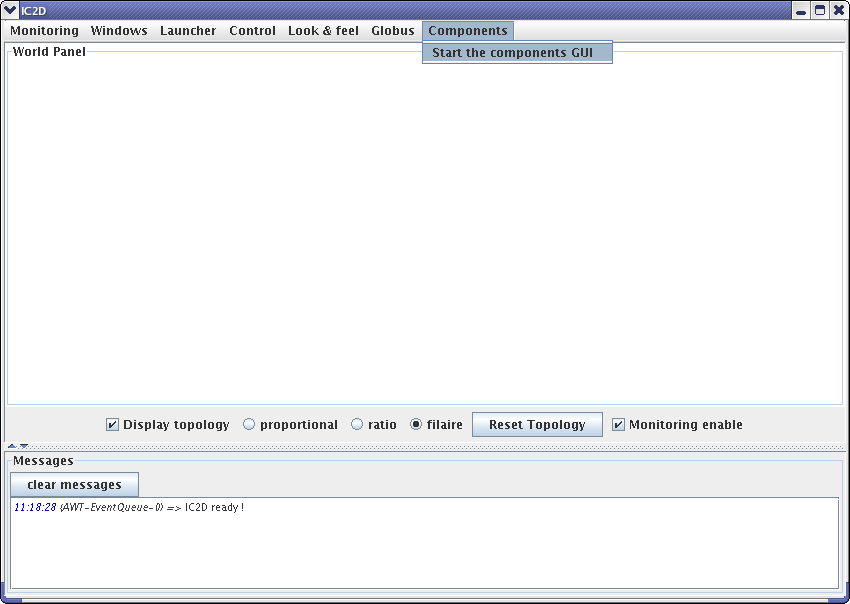 IC2D
Monitoring Windows Launcher Control Look & feel Globus Components
Start the components GUI
World Panel
Display topology proportional ratio filaire Reset Topology Monitoring enable
Messages
clear messages
11:18:28 (AWT-EventQueue-0) => IC2D ready !